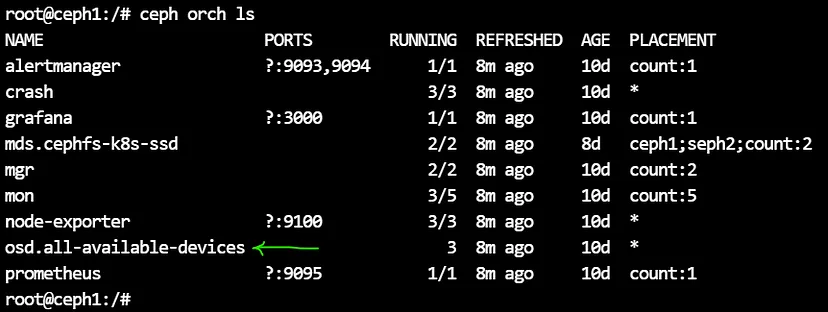 root@ceph1:/# ceph orch ls
NAME PORTS RUNNING REFRESHED AGE PLACEMENT
alertmanager ?:9093,9094 1/1 8m ago 10d count:1
crash 3/3 8m ago 10d *
grafana ?:3000 1/1 8m ago 10d count:1
mds.cephfs-k8s-ssd 2/2 8m ago 8d ceph1;seph2;count:2
mgr 2/2 8m ago 10d count:2
mon 3/5 8m ago 10d count:5
node-exporter ?:9100 3/3 8m ago 10d *
osd.all-available-devices 3 8m ago 10d *
prometheus ?:9095 1/1 8m ago 10d count:1
root@ceph1:/#